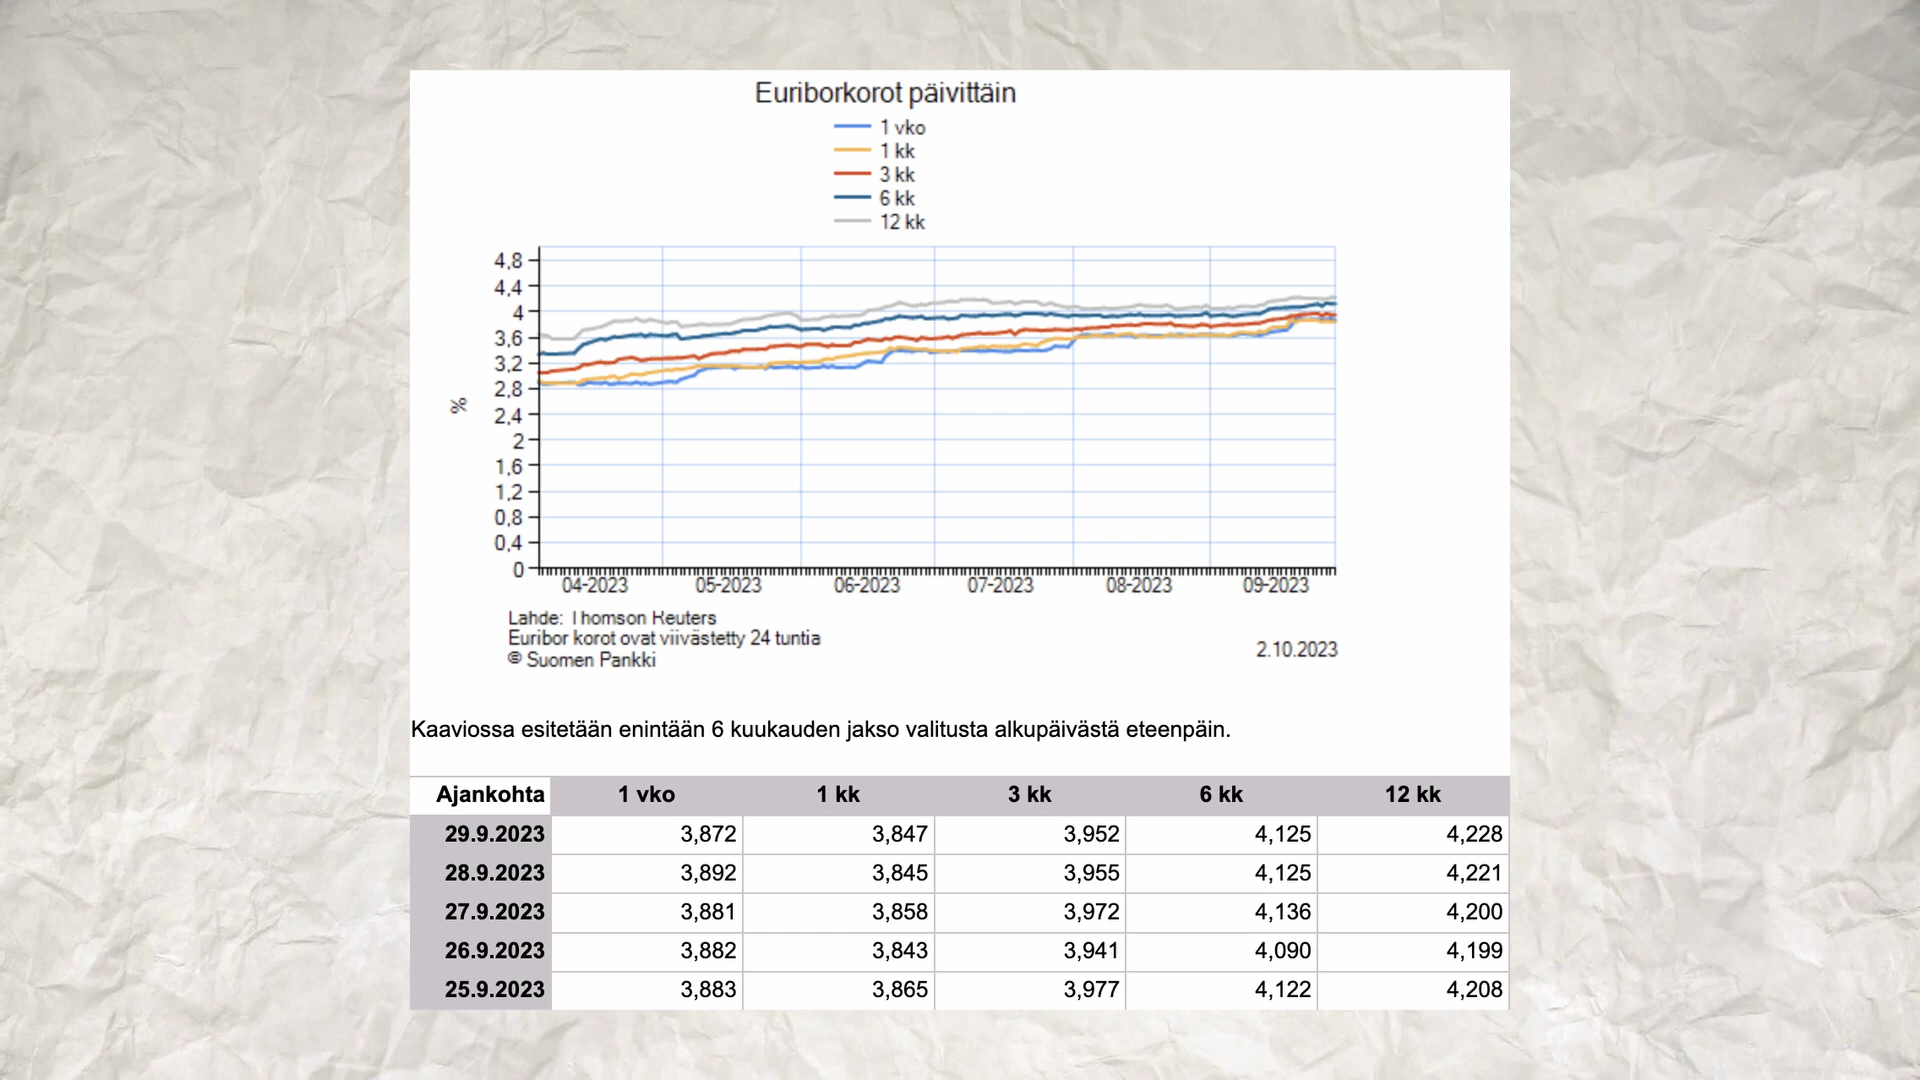 Euriborkorot päivittäin
1 vko
1 kk
3 kk
6 kk
12 kk
4,8
4,4
4
3,6
3,2
2,8
2,4
2
1,6
1,2
0,8
0,4
0
%
04-2023 05-2023 06-2023 07-2023 08-2023 09-2023
Lähde: Thomson Reuters
Euribor korot ovat viivästetty 24 tuntia
© Suomen Pankki
2.10.2023
Kaaviossa esitetään enintään 6 kuukauden jakso valitusta alkupäivästä eteenpäin.
Ajankohta 1 vko 1 kk 3 kk 6 kk 12 kk
29.9.2023 3,872 3,847 3,952 4,125 4,228
28.9.2023 3,892 3,845 3,955 4,125 4,221
27.9.2023 3,881 3,858 3,972 4,136 4,200
26.9.2023 3,882 3,843 3,941 4,090 4,199
25.9.2023 3,883 3,865 3,977 4,122 4,208